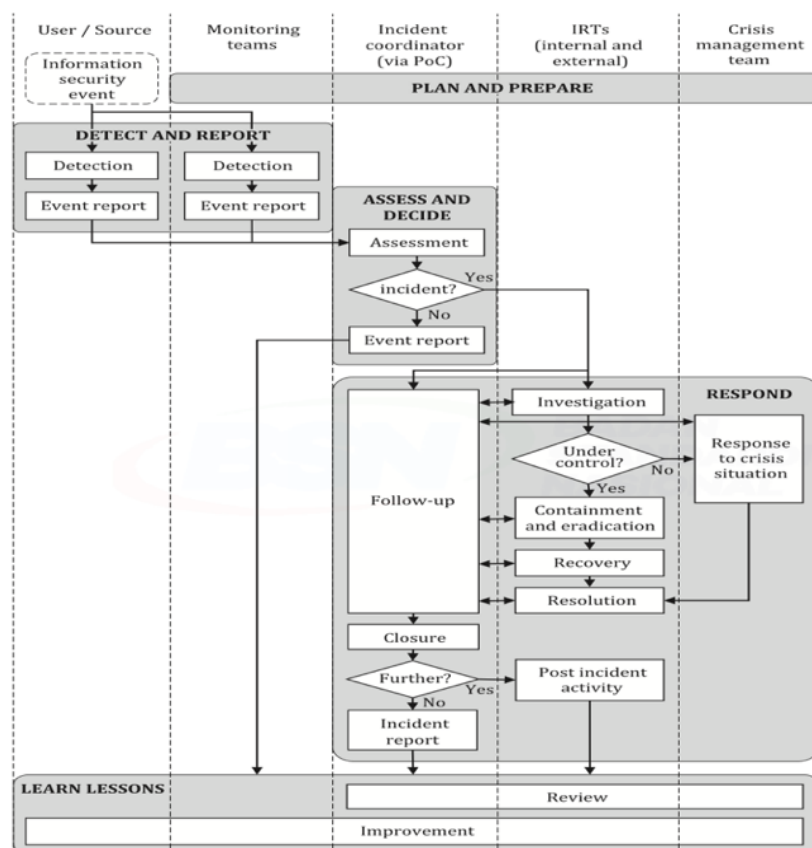 User / Source
Monitoring
teams
Incident
coordinator
(via PoC)
IRTs
(internal and
external)
Crisis
management
team
Information
security
event
PLAN AND PREPARE
DETECT AND REPORT
Detection
Detection
Event report
Event report
ASSESS AND
DECIDE
Assessment
incident?
Yes
No
Event report
RESPOND
Investigation
Under
control?
No
Yes
Response
to crisis
situation
Follow-up
Containment
and eradication
Recovery
Resolution
Closure
Further?
Yes
No
Post incident
activity
Incident
report
LEARN LESSONS
Review
Improvement